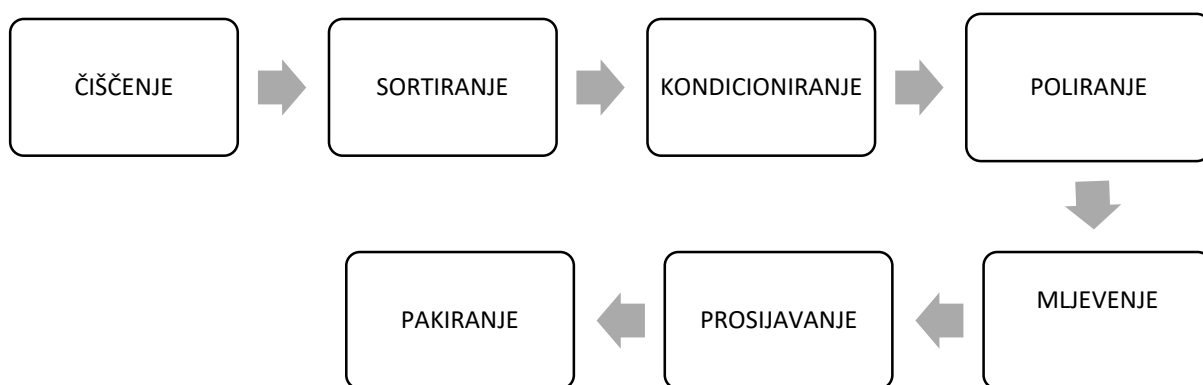 ČIŠČENJE
SORTIRANJE
KONDICIONIRANJE
POLIRANJE
MLJEVENJE
PROSIJAVANJE
PAKIRANJE